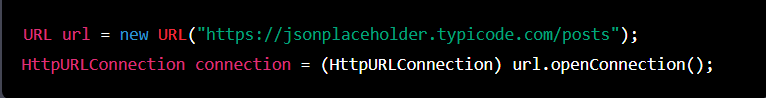 URL url = new URL("https://jsonplaceholder.typicode.com/posts");
HttpURLConnection connection = (HttpURLConnection) url.openConnection();